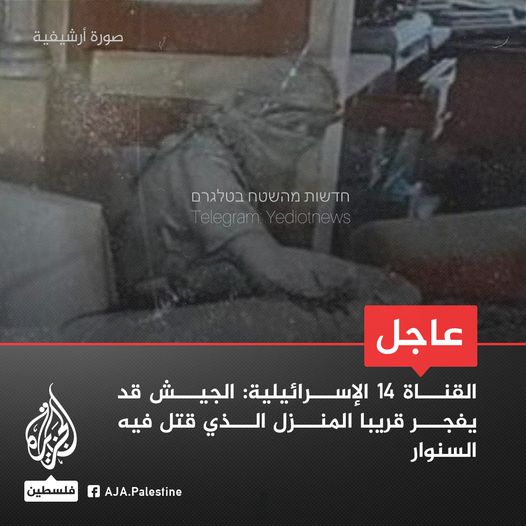 صورة أرشيفية
חדשות מהשטח בטלגרם
Telegram Yediotnews
عاجل
القناة 14 الإسرائيلية: الجيش قد
يفجر قريبا المنزل الذي قتل فيه
السنوار
الجزيرة
فلسطين
AJA.Palestine